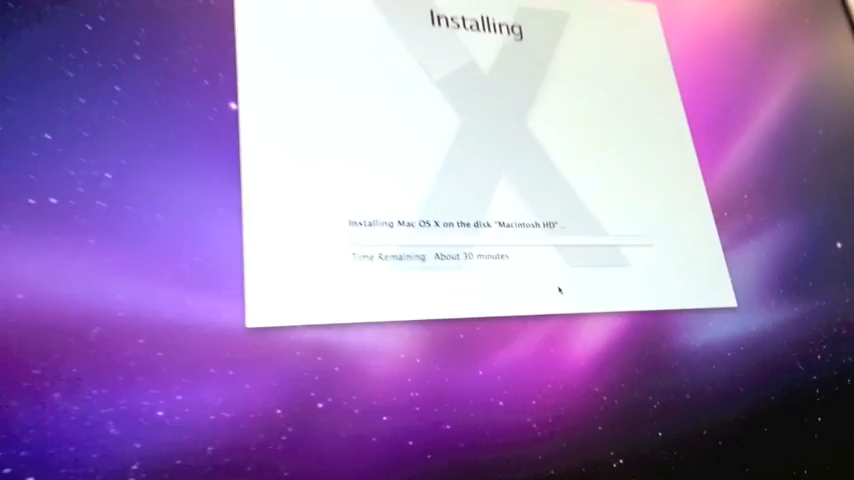 Installing
Installing Mac OS X on the disk "Macintosh HD"...
Time Remaining: About 30 minutes